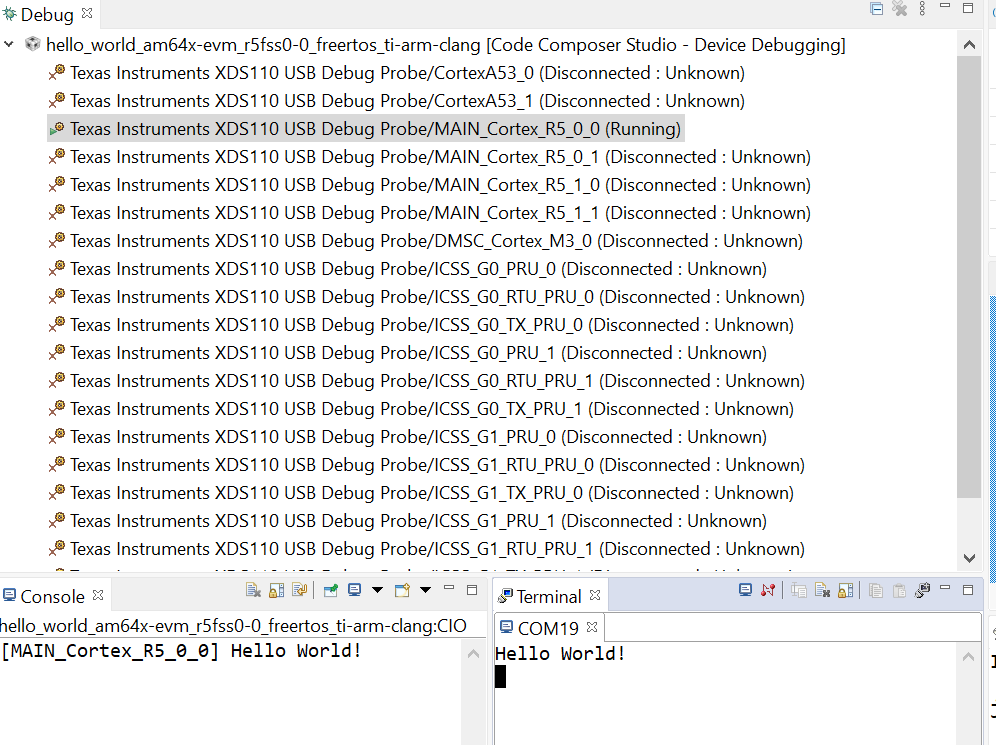 Debug
hello_world_am64x-evm_r5fss0-0_freertos_ti-arm-clang [Code Composer Studio - Device Debugging]
Texas Instruments XDS110 USB Debug Probe/CortexA53_0 (Disconnected : Unknown)
Texas Instruments XDS110 USB Debug Probe/CortexA53_1 (Disconnected : Unknown)
Texas Instruments XDS110 USB Debug Probe/MAIN_Cortex_R5_0_0 (Running)
Texas Instruments XDS110 USB Debug Probe/MAIN_Cortex_R5_0_1 (Disconnected : Unknown)
Texas Instruments XDS110 USB Debug Probe/MAIN_Cortex_R5_1_0 (Disconnected : Unknown)
Texas Instruments XDS110 USB Debug Probe/MAIN_Cortex_R5_1_1 (Disconnected : Unknown)
Texas Instruments XDS110 USB Debug Probe/DMSC_Cortex_M3_0 (Disconnected : Unknown)
Texas Instruments XDS110 USB Debug Probe/ICSS_G0_PRU_0 (Disconnected : Unknown)
Texas Instruments XDS110 USB Debug Probe/ICSS_G0_RTU_PRU_0 (Disconnected : Unknown)
Texas Instruments XDS110 USB Debug Probe/ICSS_G0_TX_PRU_0 (Disconnected : Unknown)
Texas Instruments XDS110 USB Debug Probe/ICSS_G0_PRU_1 (Disconnected : Unknown)
Texas Instruments XDS110 USB Debug Probe/ICSS_G0_RTU_PRU_1 (Disconnected : Unknown)
Texas Instruments XDS110 USB Debug Probe/ICSS_G0_TX_PRU_1 (Disconnected : Unknown)
Texas Instruments XDS110 USB Debug Probe/ICSS_G1_PRU_0 (Disconnected : Unknown)
Texas Instruments XDS110 USB Debug Probe/ICSS_G1_RTU_PRU_0 (Disconnected : Unknown)
Texas Instruments XDS110 USB Debug Probe/ICSS_G1_TX_PRU_0 (Disconnected : Unknown)
Texas Instruments XDS110 USB Debug Probe/ICSS_G1_PRU_1 (Disconnected : Unknown)
Texas Instruments XDS110 USB Debug Probe/ICSS_G1_RTU_PRU_1 (Disconnected : Unknown)
Console
hello_world_am64x-evm_r5fss0-0_freertos_ti-arm-clang:CIO
[MAIN_Cortex_R5_0_0] Hello World!
Terminal
COM19
Hello World!